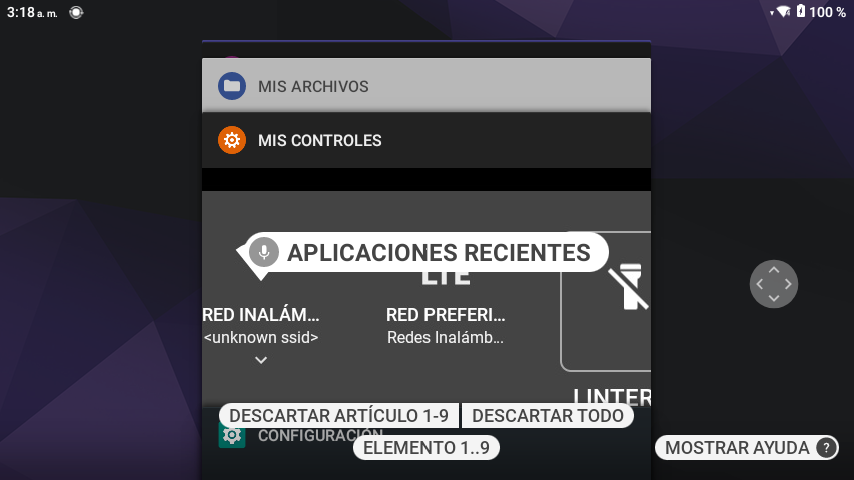 3:18 a. m.
100 %
MIS ARCHIVOS
MIS CONTROLES
APLICACIONES RECIENTES
LTE
RED INALÁM...
RED PREFERI...
<unknown ssid>
Redes Inalámb...
LINTER
DESCARTAR ARTÍCULO 1-9
DESCARTAR TODO
CONFIGURACIÓN
ELEMENTO 1..9
MOSTRAR AYUDA ?